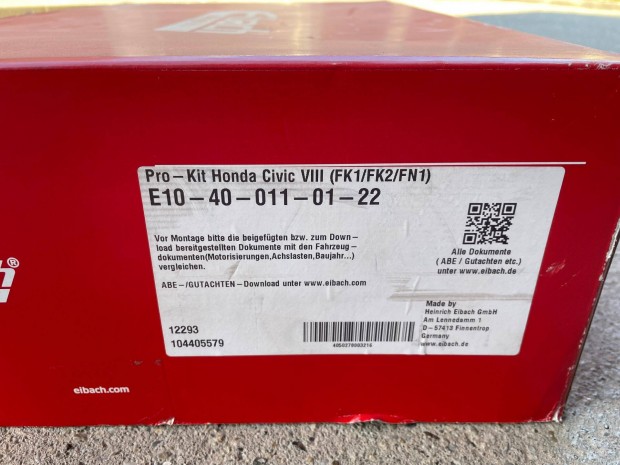 Pro-Kit Honda Civic VIII (FK1/FK2/FN1)
E10-40-011-01-22
Vor Montage bitte die beigefügten bzw. zum Down-
load bereitgestellten Dokumente mit den Fahrzeug-
dokumenten(Motorisierungen,Achslasten,Baujahr...)
vergleichen.
ABE-/GUTACHTEN-Download unter www.eibach.com
Alle Dokumente
( ABE / Gutachten etc.)
unter www.eibach.de
Made by
Heinrich Eibach GmbH
Am Lennedamm 1
D-57413 Finnentrop
Germany
www.eibach.de
12293
104405579
h®
eibach.com